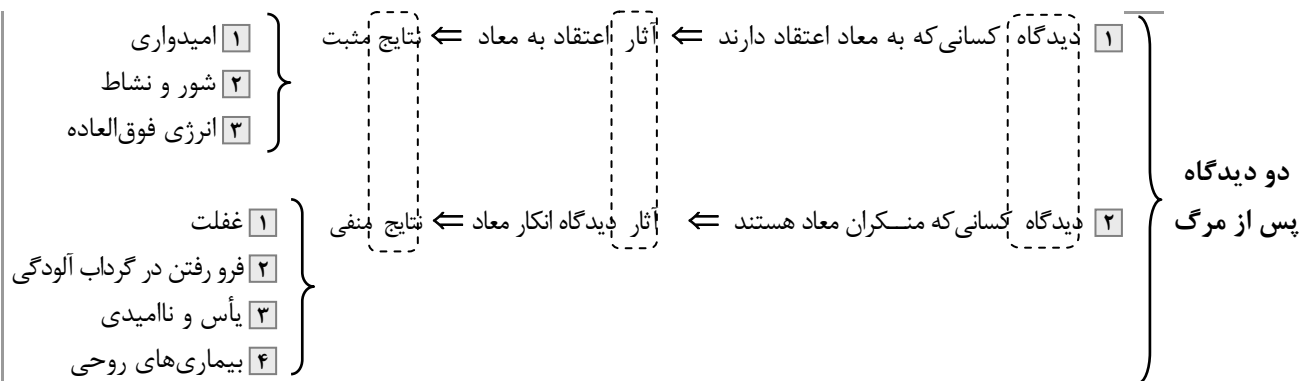 دو دیدگاه
پس از مرگ
۱ دیدگاه کسانی‌که به معاد اعتقاد دارند ⇐ آثار اعتقاد به معاد ⇐ نتایج مثبت
۱ امیدواری
۲ شور و نشاط
۳ انرژی فوق‌العاده
۲ دیدگاه کسانی‌که منـکران معاد هستند ⇐ آثار دیدگاه انکار معاد ⇐ نتایج منفی
۱ غفلت
۲ فرو رفتن در گرداب آلودگی
۳ یأس و ناامیدی
۴ بیماری‌های روحی